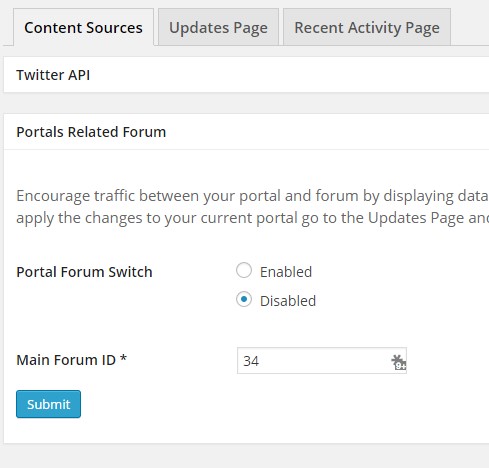 Content Sources Updates Page Recent Activity Page
Twitter API
Portals Related Forum
Encourage traffic between your portal and forum by displaying data
apply the changes to your current portal go to the Updates Page and
Portal Forum Switch Enabled
Disabled
Main Forum ID * 34
Submit